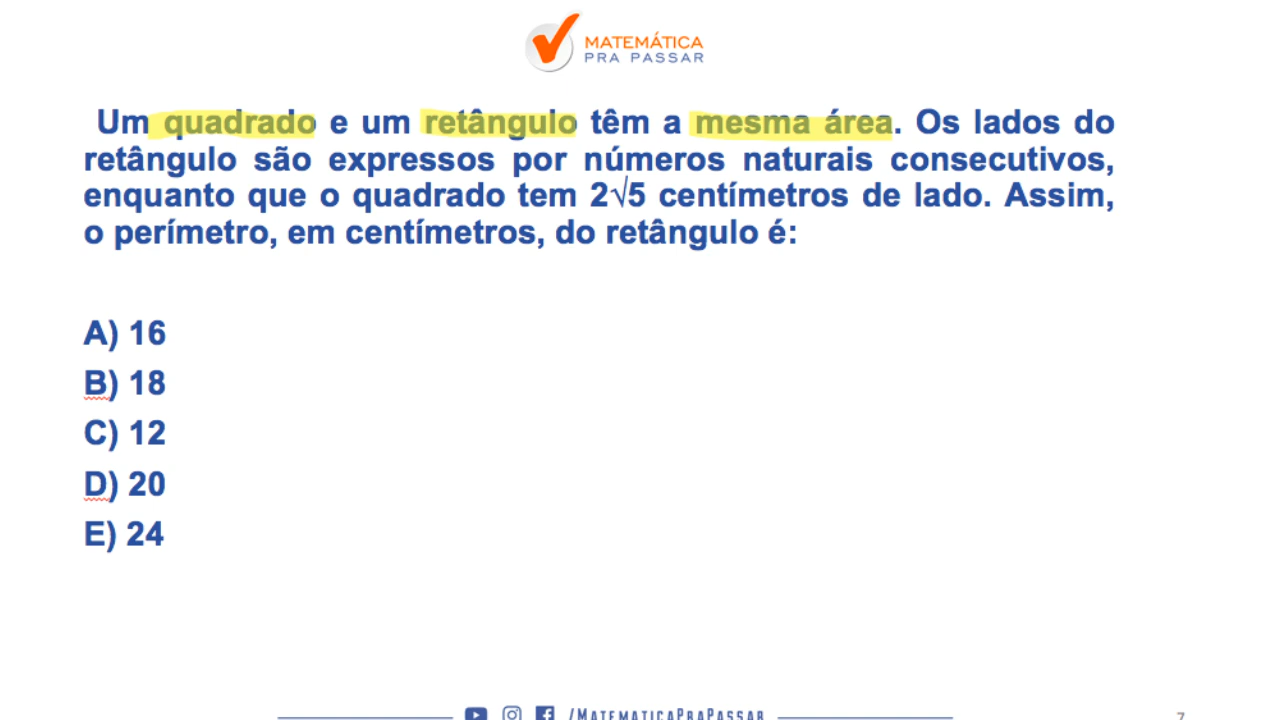 MATEMÁTICA
PRA PASSAR
Um quadrado e um retângulo têm a mesma área. Os lados do
retângulo são expressos por números naturais consecutivos,
enquanto que o quadrado tem 2√5 centímetros de lado. Assim,
o perímetro, em centímetros, do retângulo é:
A) 16
B) 18
C) 12
D) 20
E) 24
/MATEMATICAPRAPASSAR
7